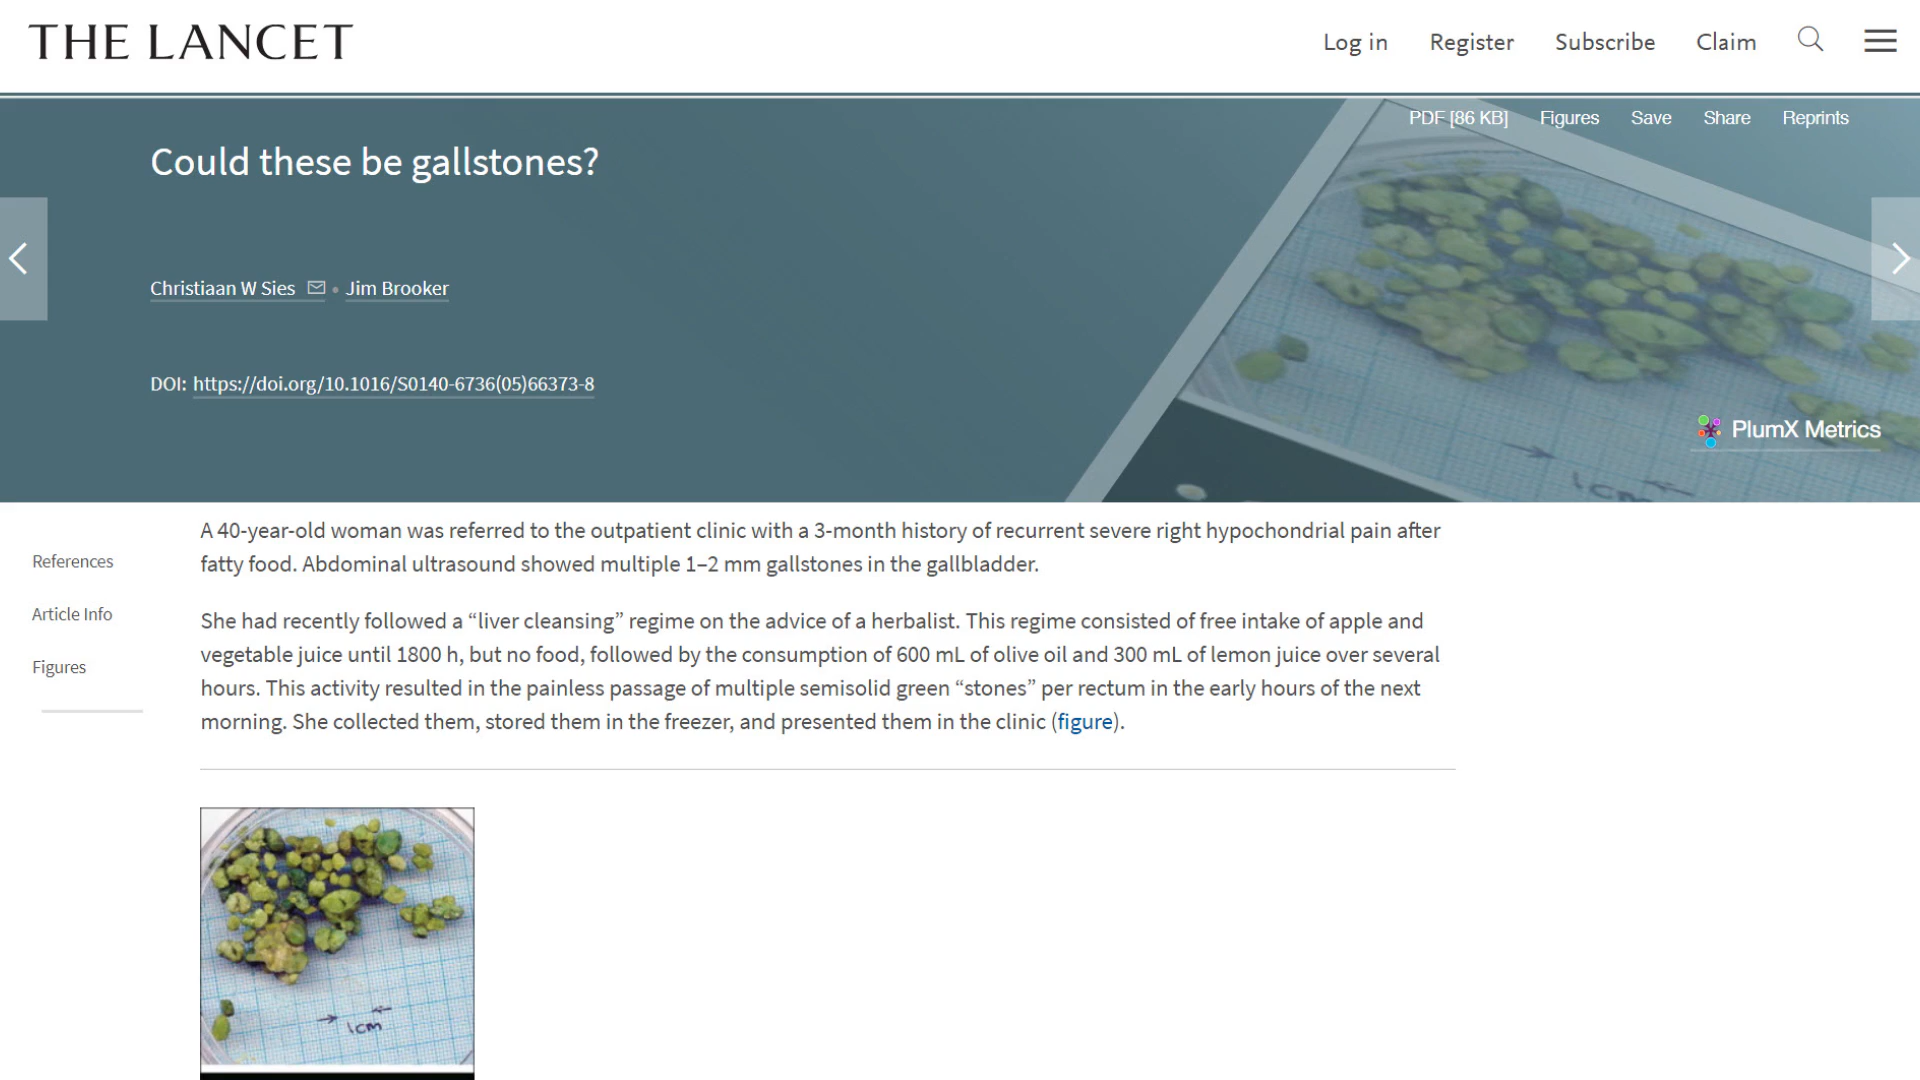 THE LANCET
Log in
Register
Subscribe
Claim
PDF [86 KB]
Figures
Save
Share
Reprints
Could these be gallstones?
Christiaan W Sies • Jim Brooker
DOI: https://doi.org/10.1016/S0140-6736(05)66373-8
PlumX Metrics
1cm
References
Article Info
Figures
A 40-year-old woman was referred to the outpatient clinic with a 3-month history of recurrent severe right hypochondrial pain after
fatty food. Abdominal ultrasound showed multiple 1–2 mm gallstones in the gallbladder.
She had recently followed a “liver cleansing” regime on the advice of a herbalist. This regime consisted of free intake of apple and
vegetable juice until 1800 h, but no food, followed by the consumption of 600 mL of olive oil and 300 mL of lemon juice over several
hours. This activity resulted in the painless passage of multiple semisolid green “stones” per rectum in the early hours of the next
morning. She collected them, stored them in the freezer, and presented them in the clinic (figure).
1cm